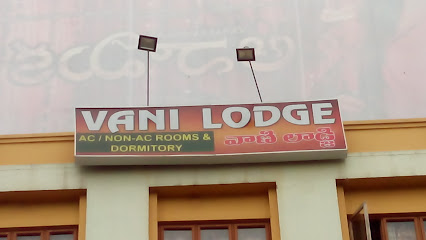 VANI LODGE
AC / NON-AC ROOMS &
DORMITORY
వాణి లాడ్జి